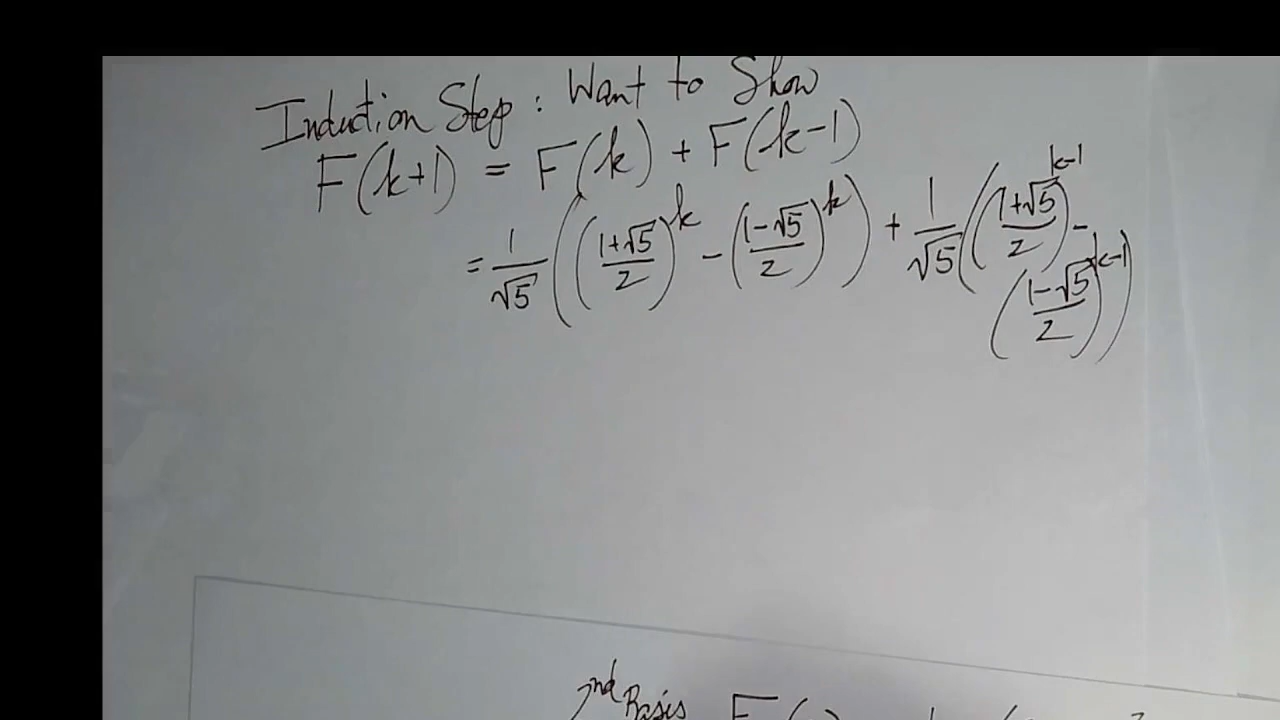 Induction Step: Want to Show
F(k+1) = F(k) + F(k-1)
= 1/√5 (((1+√5)/2)^k - ((1-√5)/2)^k) + 1/√5 (((1+√5)/2)^(k-1) -
((1-√5)/2)^(k-1))
2nd Basis